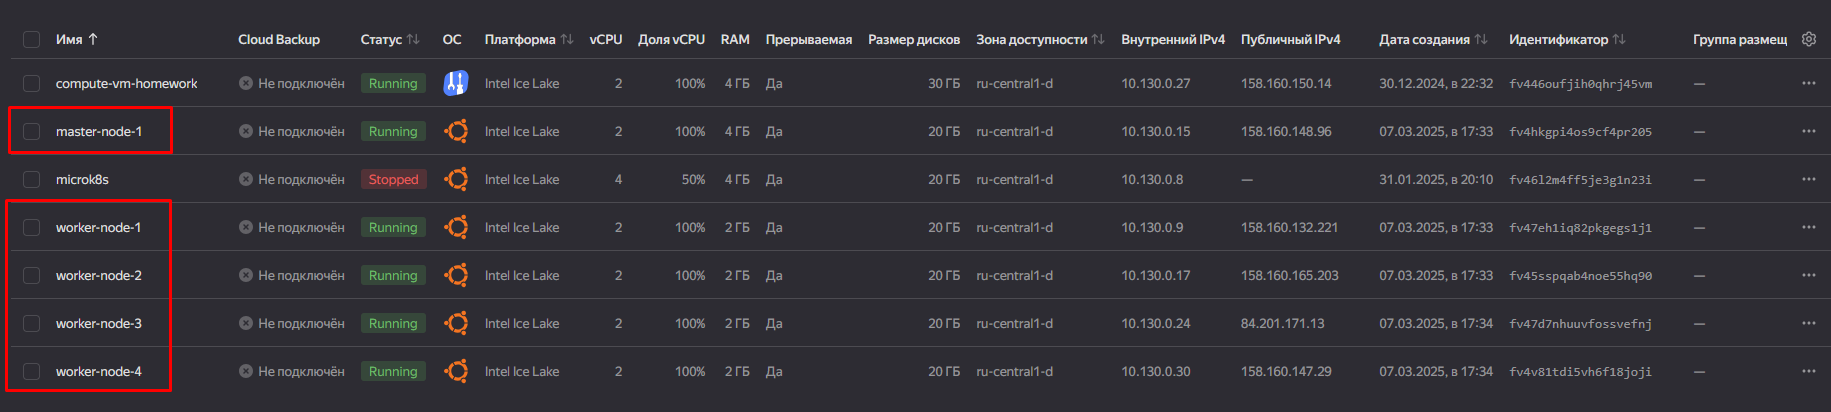 Имя ↑ Cloud Backup Статус ↑↓ ОС Платформа ↑↓ vCPU Доля vCPU RAM Прерываемая Размер дисков Зона доступности ↑↓ Внутренний IPv4 Публичный IPv4 Дата создания ↑↓ Идентификатор ↑↓ Группа размещ
compute-vm-homework Не подключён Running Intel Ice Lake 2 100% 4 ГБ Да 30 ГБ ru-central1-d 10.130.0.27 158.160.150.14 30.12.2024, в 22:32 fv446oufjih0qhrj45vm —
master-node-1 Не подключён Running Intel Ice Lake 2 100% 4 ГБ Да 20 ГБ ru-central1-d 10.130.0.15 158.160.148.96 07.03.2025, в 17:33 fv4hkgpi4os9cf4pr205 —
microk8s Не подключён Stopped Intel Ice Lake 4 50% 4 ГБ Да 20 ГБ ru-central1-d 10.130.0.8 — 31.01.2025, в 20:10 fv46l2m4ff5je3g1n23i —
worker-node-1 Не подключён Running Intel Ice Lake 2 100% 2 ГБ Да 20 ГБ ru-central1-d 10.130.0.9 158.160.132.221 07.03.2025, в 17:33 fv47eh1iq82pkgegs1j1 —
worker-node-2 Не подключён Running Intel Ice Lake 2 100% 2 ГБ Да 20 ГБ ru-central1-d 10.130.0.17 158.160.165.203 07.03.2025, в 17:33 fv45sspqab4noe55hq90 —
worker-node-3 Не подключён Running Intel Ice Lake 2 100% 2 ГБ Да 20 ГБ ru-central1-d 10.130.0.24 84.201.171.13 07.03.2025, в 17:34 fv47d7nhuuvfossvefnj —
worker-node-4 Не подключён Running Intel Ice Lake 2 100% 2 ГБ Да 20 ГБ ru-central1-d 10.130.0.30 158.160.147.29 07.03.2025, в 17:34 fv4v81tdi5vh6f18joji —